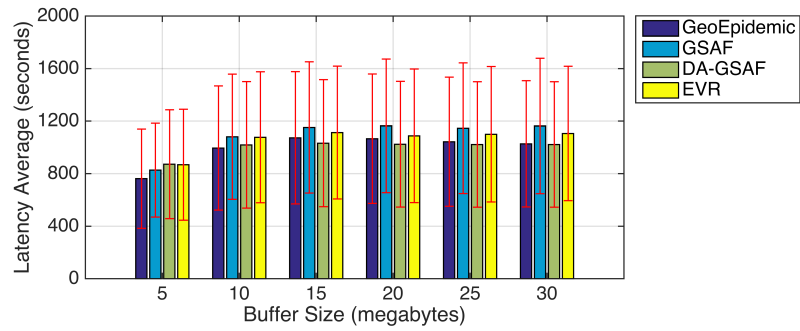 2000
1600
1200
800
400
0
Latency Average (seconds)
5 10 15 20 25 30
Buffer Size (megabytes)
GeoEpidemic
GSAF
DA-GSAF
EVR